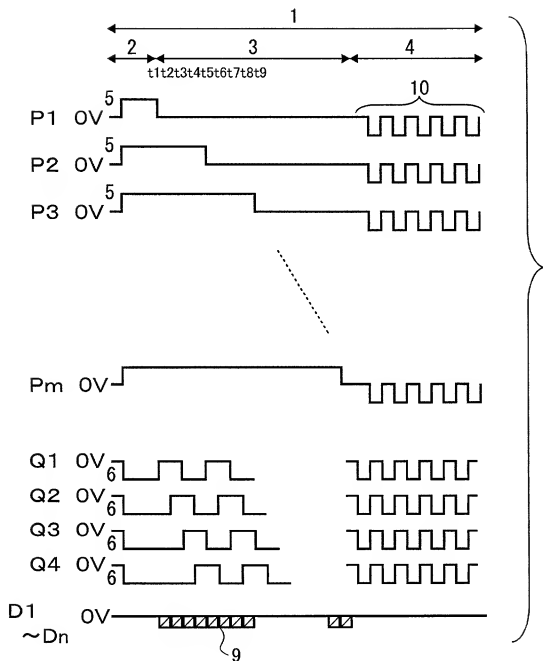 1
2 3 4
t1t2t3t4t5t6t7t8t9
10
P1 0V 5
P2 0V 5
P3 0V 5
Pm 0V
Q1 0V 6
Q2 0V 6
Q3 0V 6
Q4 0V 6
D1 0V
~Dn
9